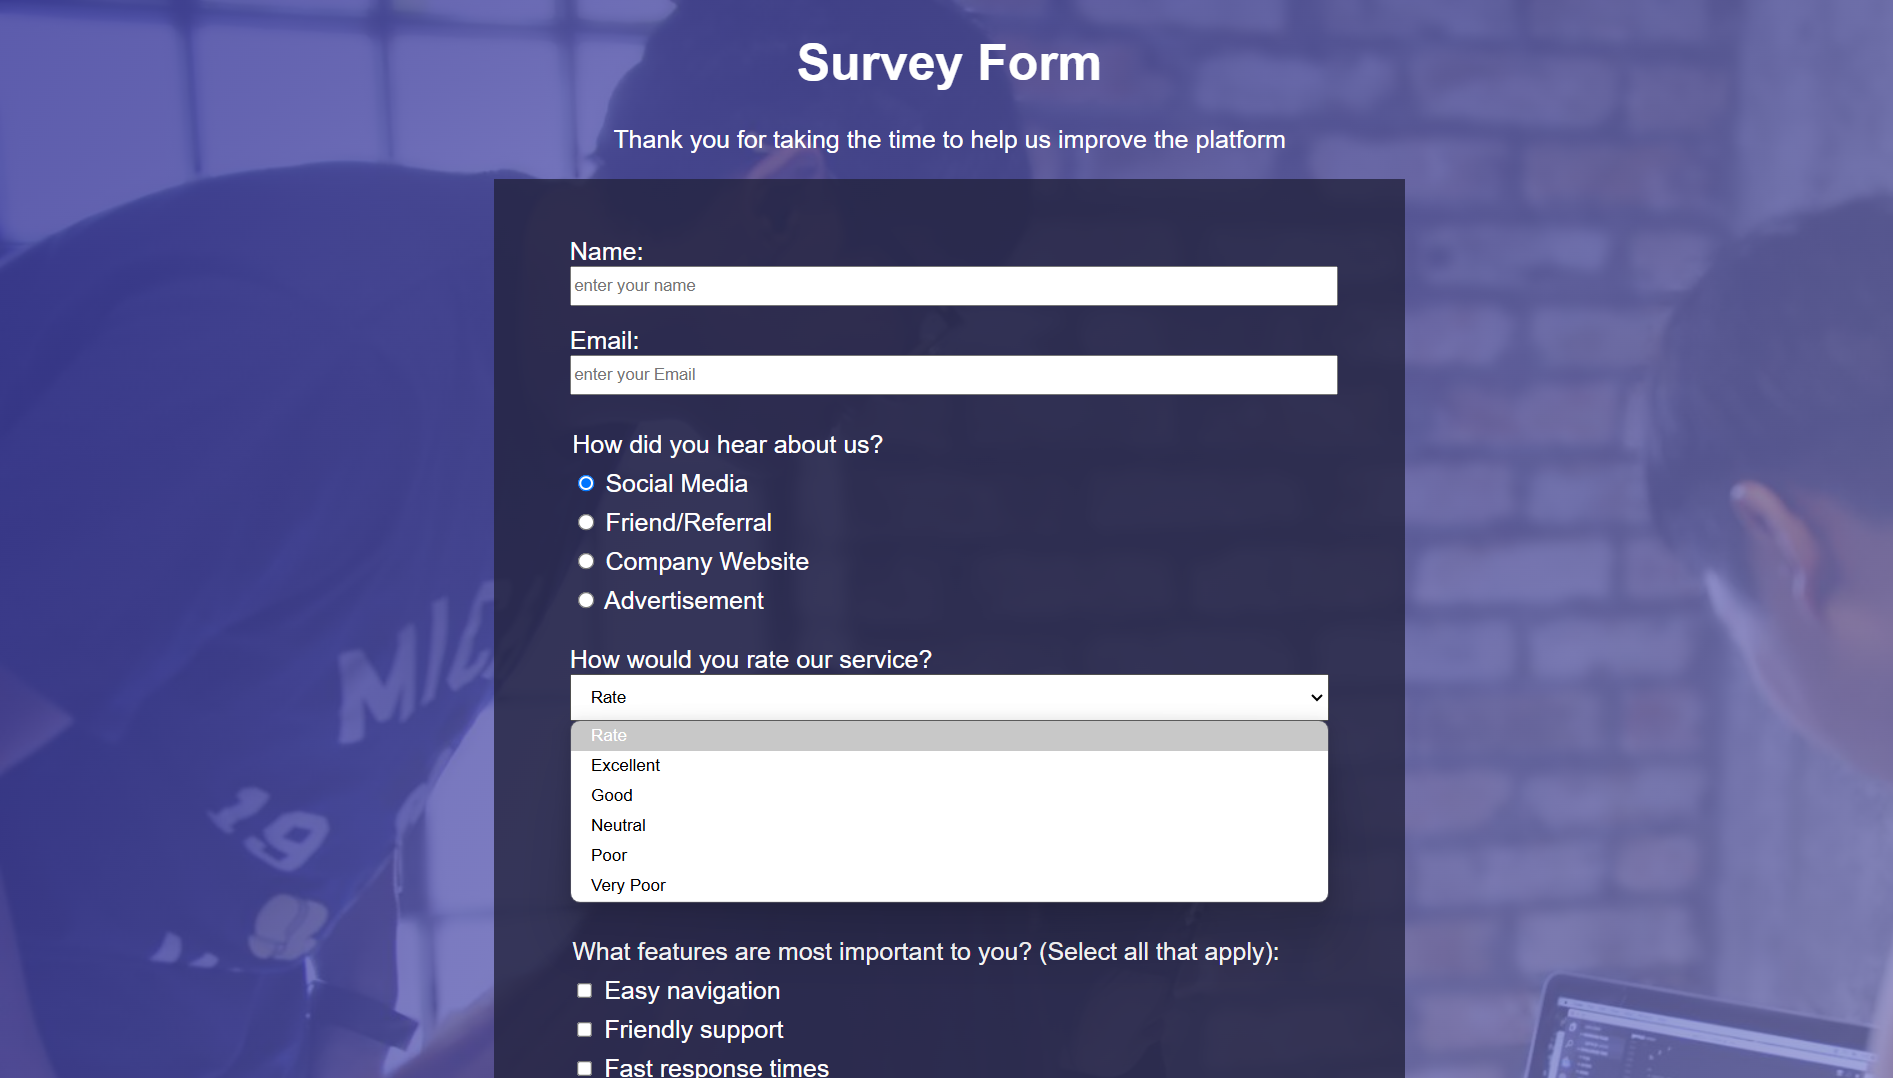 Survey Form
Thank you for taking the time to help us improve the platform
Name:
enter your name
Email:
enter your Email
How did you hear about us?
Social Media
Friend/Referral
Company Website
Advertisement
How would you rate our service?
Rate
Rate
Excellent
Good
Neutral
Poor
Very Poor
What features are most important to you? (Select all that apply):
Easy navigation
Friendly support
Fast response times
19